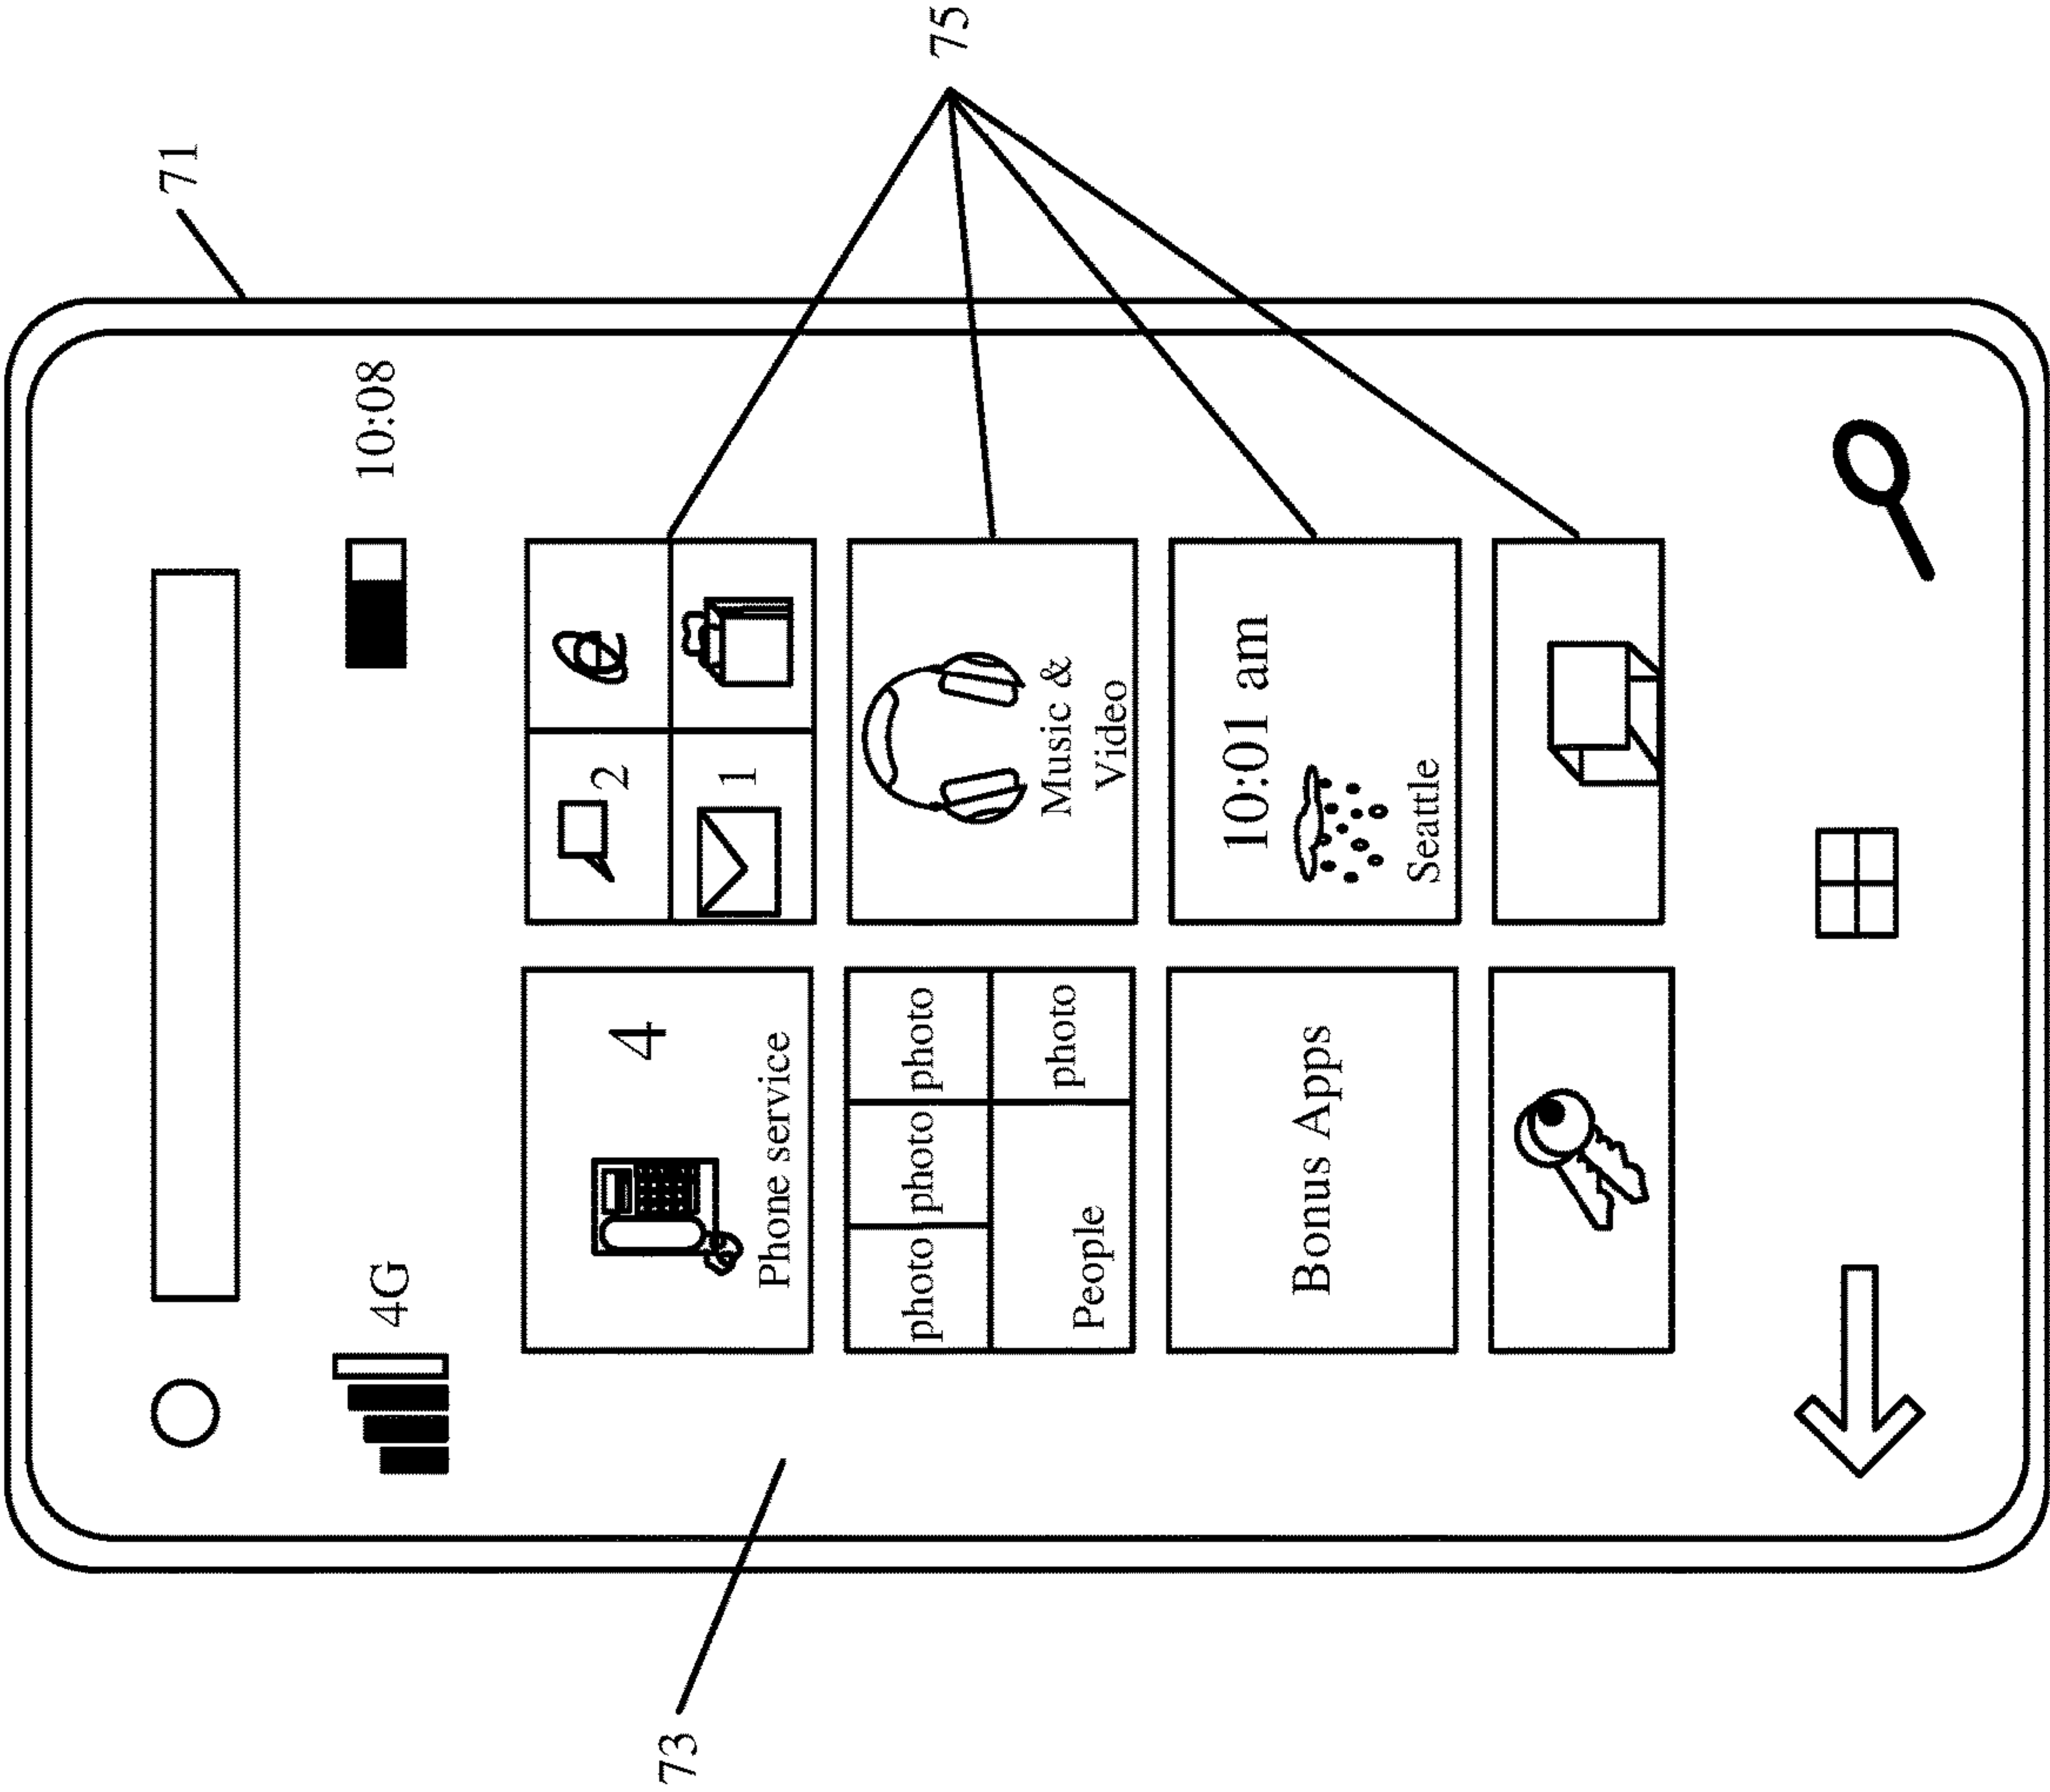 71
4G
10:08
4
Phone service
2
1
75
photo
photo
photo
People
photo
Music &
Video
Bonus Apps
10:01 am
Seattle
73